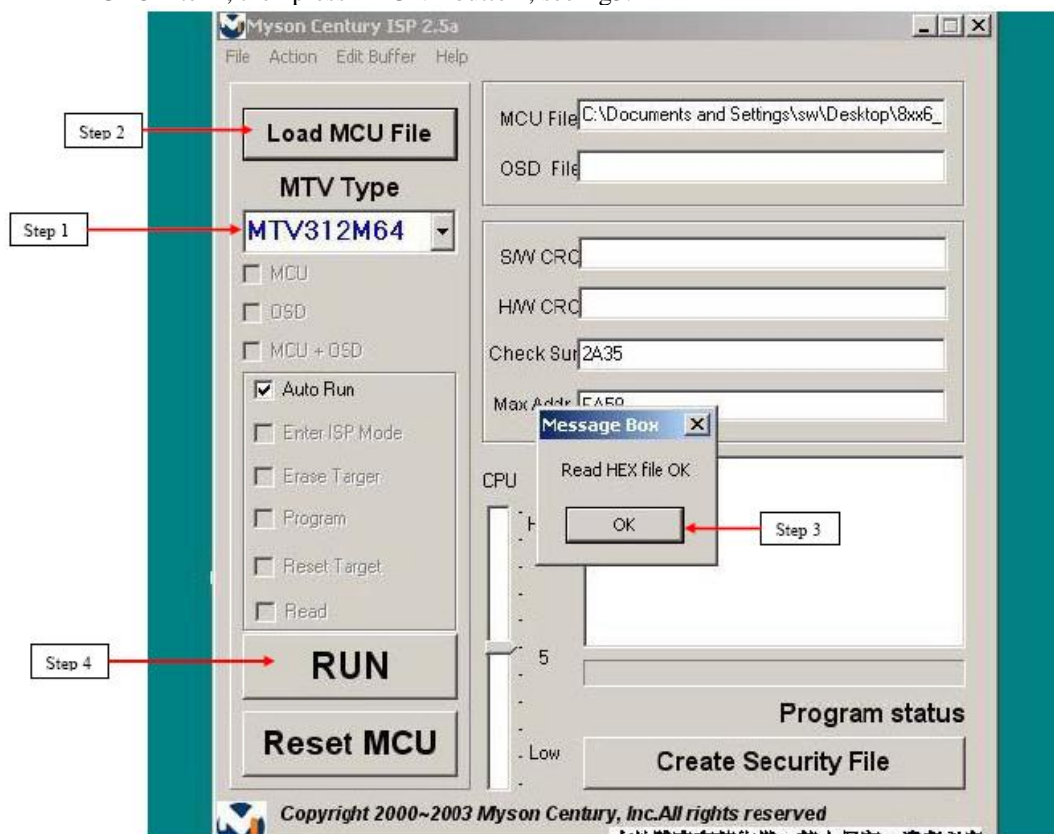 Myson Century ISP 2.5a
File Action Edit Buffer Help
Step 2
Load MCU File
MCU File C:\Documents and Settings\sw\Desktop\8xx6_
OSD File
MTV Type
Step 1
MTV312M64
S/W CRC
MCU
OSD
H/W CRC
MCU + OSD
Check Sur 2A35
Auto Run
Max Addr
Message Box
Enter ISP Mode
Read HEX file OK
Erase Targer
CPU
OK
Step 3
Program
Reset Target
Read
Step 4
RUN
5
Program status
Reset MCU
Low
Create Security File
Copyright 2000~2003 Myson Century, Inc.All rights reserved